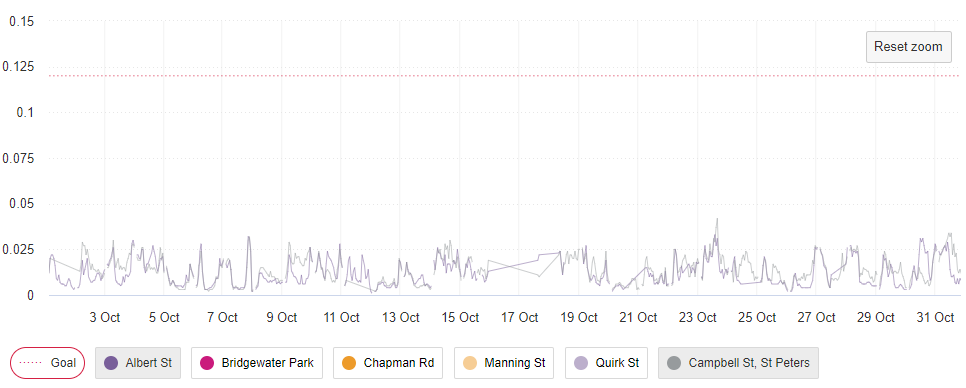 0.15
Reset zoom
0.125
0.1
0.075
0.05
0.025
0
3 Oct 5 Oct 7 Oct 9 Oct 11 Oct 13 Oct 15 Oct 17 Oct 19 Oct 21 Oct 23 Oct 25 Oct 27 Oct 29 Oct 31 Oct
Goal Albert St Bridgewater Park Chapman Rd Manning St Quirk St Campbell St, St Peters